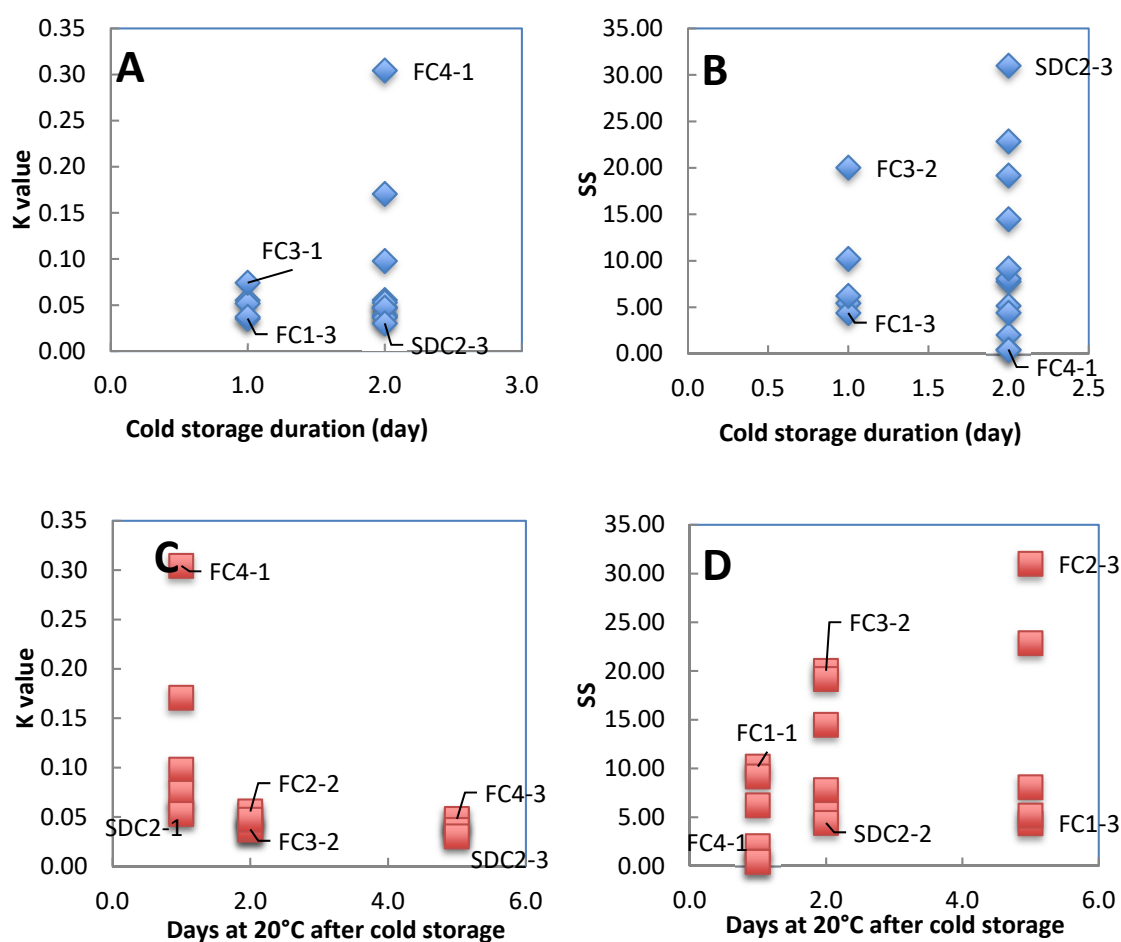 A
K value
0.35
0.30
0.25
0.20
0.15
0.10
0.05
0.00
FC4-1
FC3-1
FC1-3
SDC2-3
0.0 1.0 2.0 3.0
Cold storage duration (day)
B
SS
35.00
30.00
25.00
20.00
15.00
10.00
5.00
0.00
SDC2-3
FC3-2
FC1-3
FC4-1
0.0 0.5 1.0 1.5 2.0 2.5
Cold storage duration (day)
C
K value
0.35
0.30
0.25
0.20
0.15
0.10
0.05
0.00
FC4-1
FC2-2
FC4-3
SDC2-1
FC3-2
SDC2-3
0.0 2.0 4.0 6.0
Days at 20°C after cold storage
D
SS
35.00
30.00
25.00
20.00
15.00
10.00
5.00
0.00
FC2-3
FC3-2
FC1-1
SDC2-2
FC1-3
FC4-1
0.0 2.0 4.0 6.0
Days at 20°C after cold storage